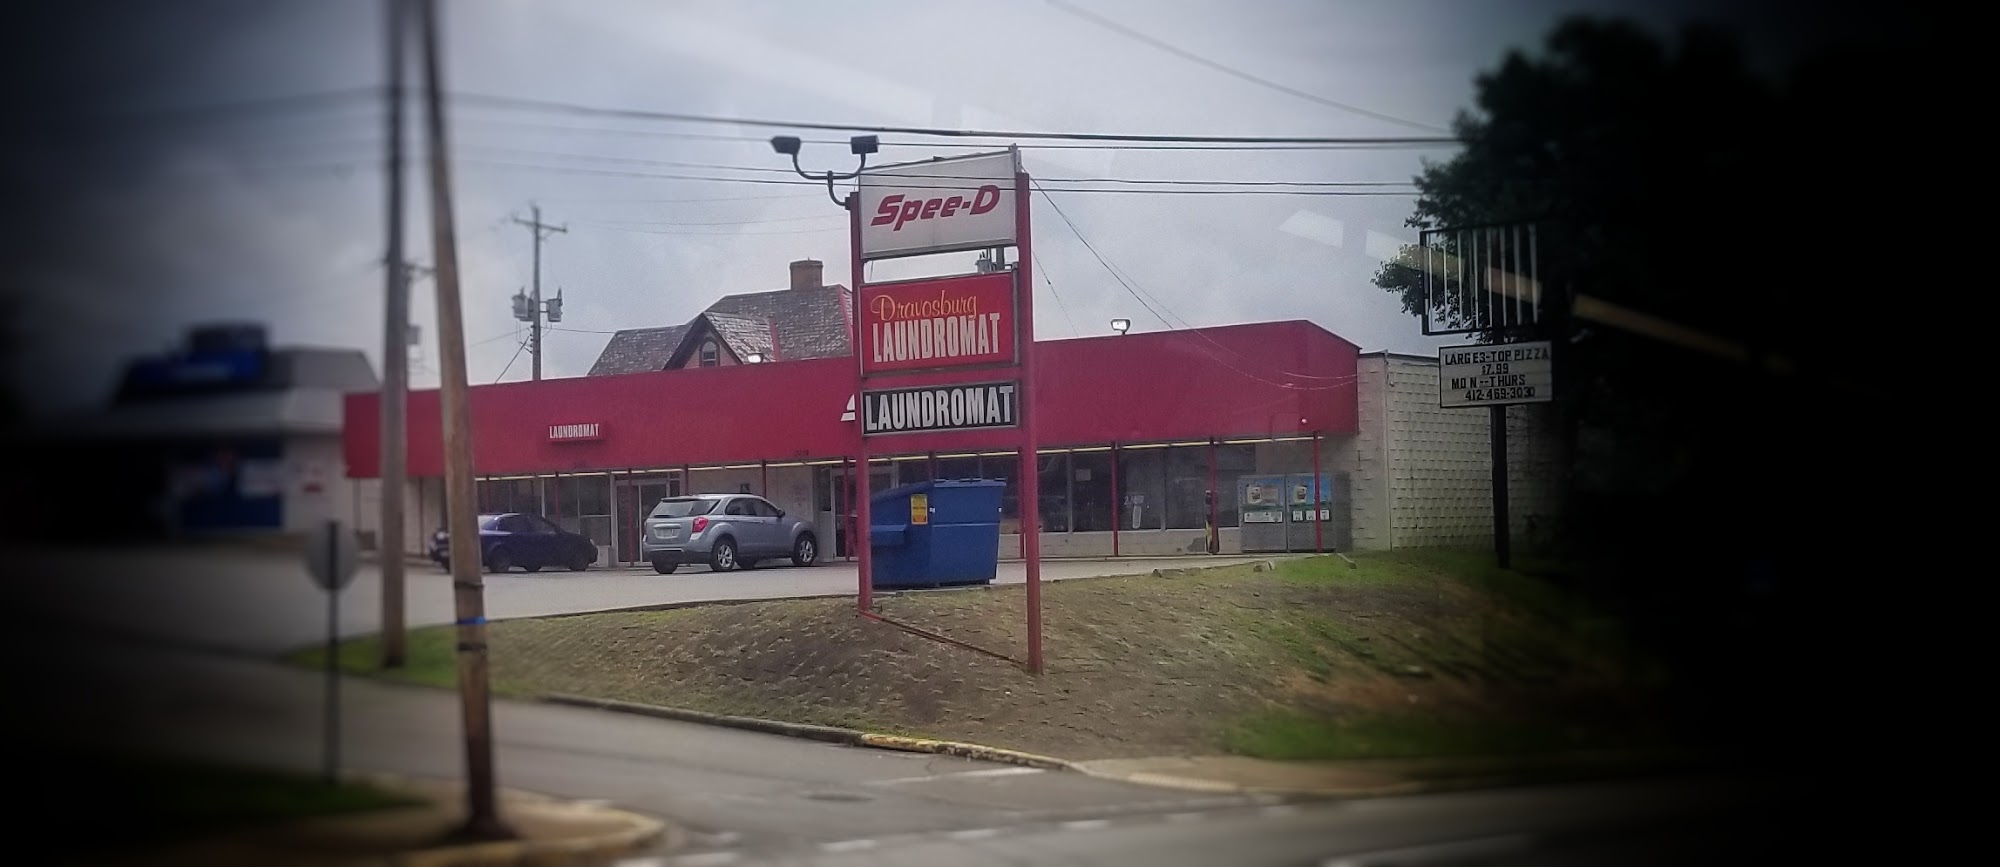 Spee-D
Dravosburg
LAUNDROMAT
LAUNDROMAT
LAUNDROMAT
LARGE 3-TOP PIZZA
$7.99
MON--THURS
412-469-3030